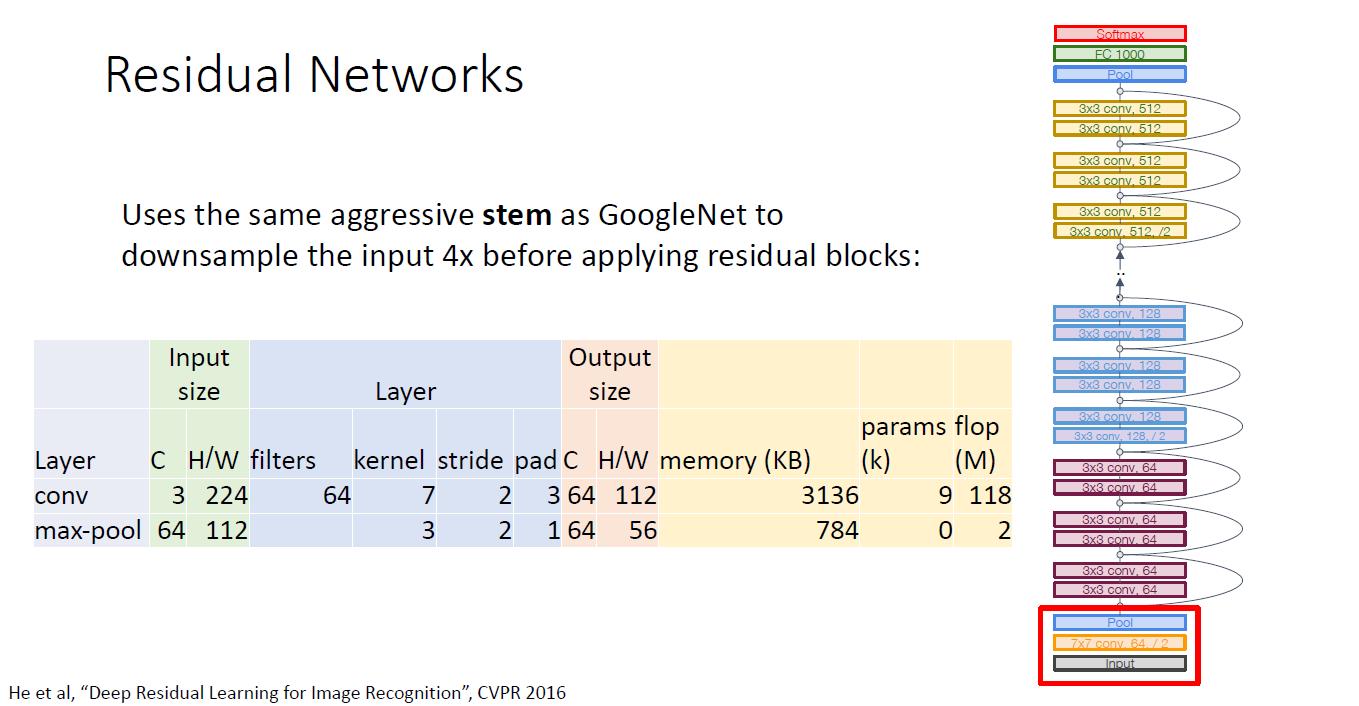 Residual Networks
Uses the same aggressive stem as GoogleNet to
downsample the input 4x before applying residual blocks:
Input size Layer Output size
Layer C H/W filters kernel stride pad C H/W memory (KB) params (k) flop (M)
conv 3 224 64 7 2 3 64 112 3136 9 118
max-pool 64 112 3 2 1 64 56 784 0 2
He et al, “Deep Residual Learning for Image Recognition”, CVPR 2016
Softmax
FC 1000
Pool
3x3 conv, 512
3x3 conv, 512
3x3 conv, 512
3x3 conv, 512
3x3 conv, 512
3x3 conv, 512, /2
..
3x3 conv, 128
3x3 conv, 128
3x3 conv, 128
3x3 conv, 128
3x3 conv, 128
3x3 conv, 128, / 2
3x3 conv, 64
3x3 conv, 64
3x3 conv, 64
3x3 conv, 64
3x3 conv, 64
3x3 conv, 64
Pool
7x7 conv, 64, / 2
Input